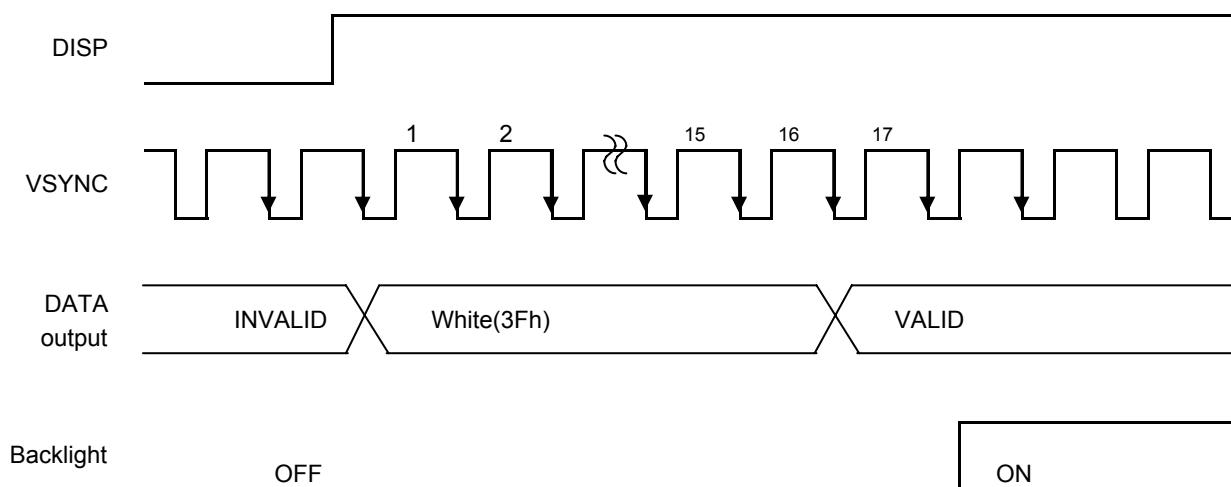 DISP
1 2 15 16 17
VSYNC
DATA
output
INVALID White(3Fh) VALID
Backlight
OFF ON